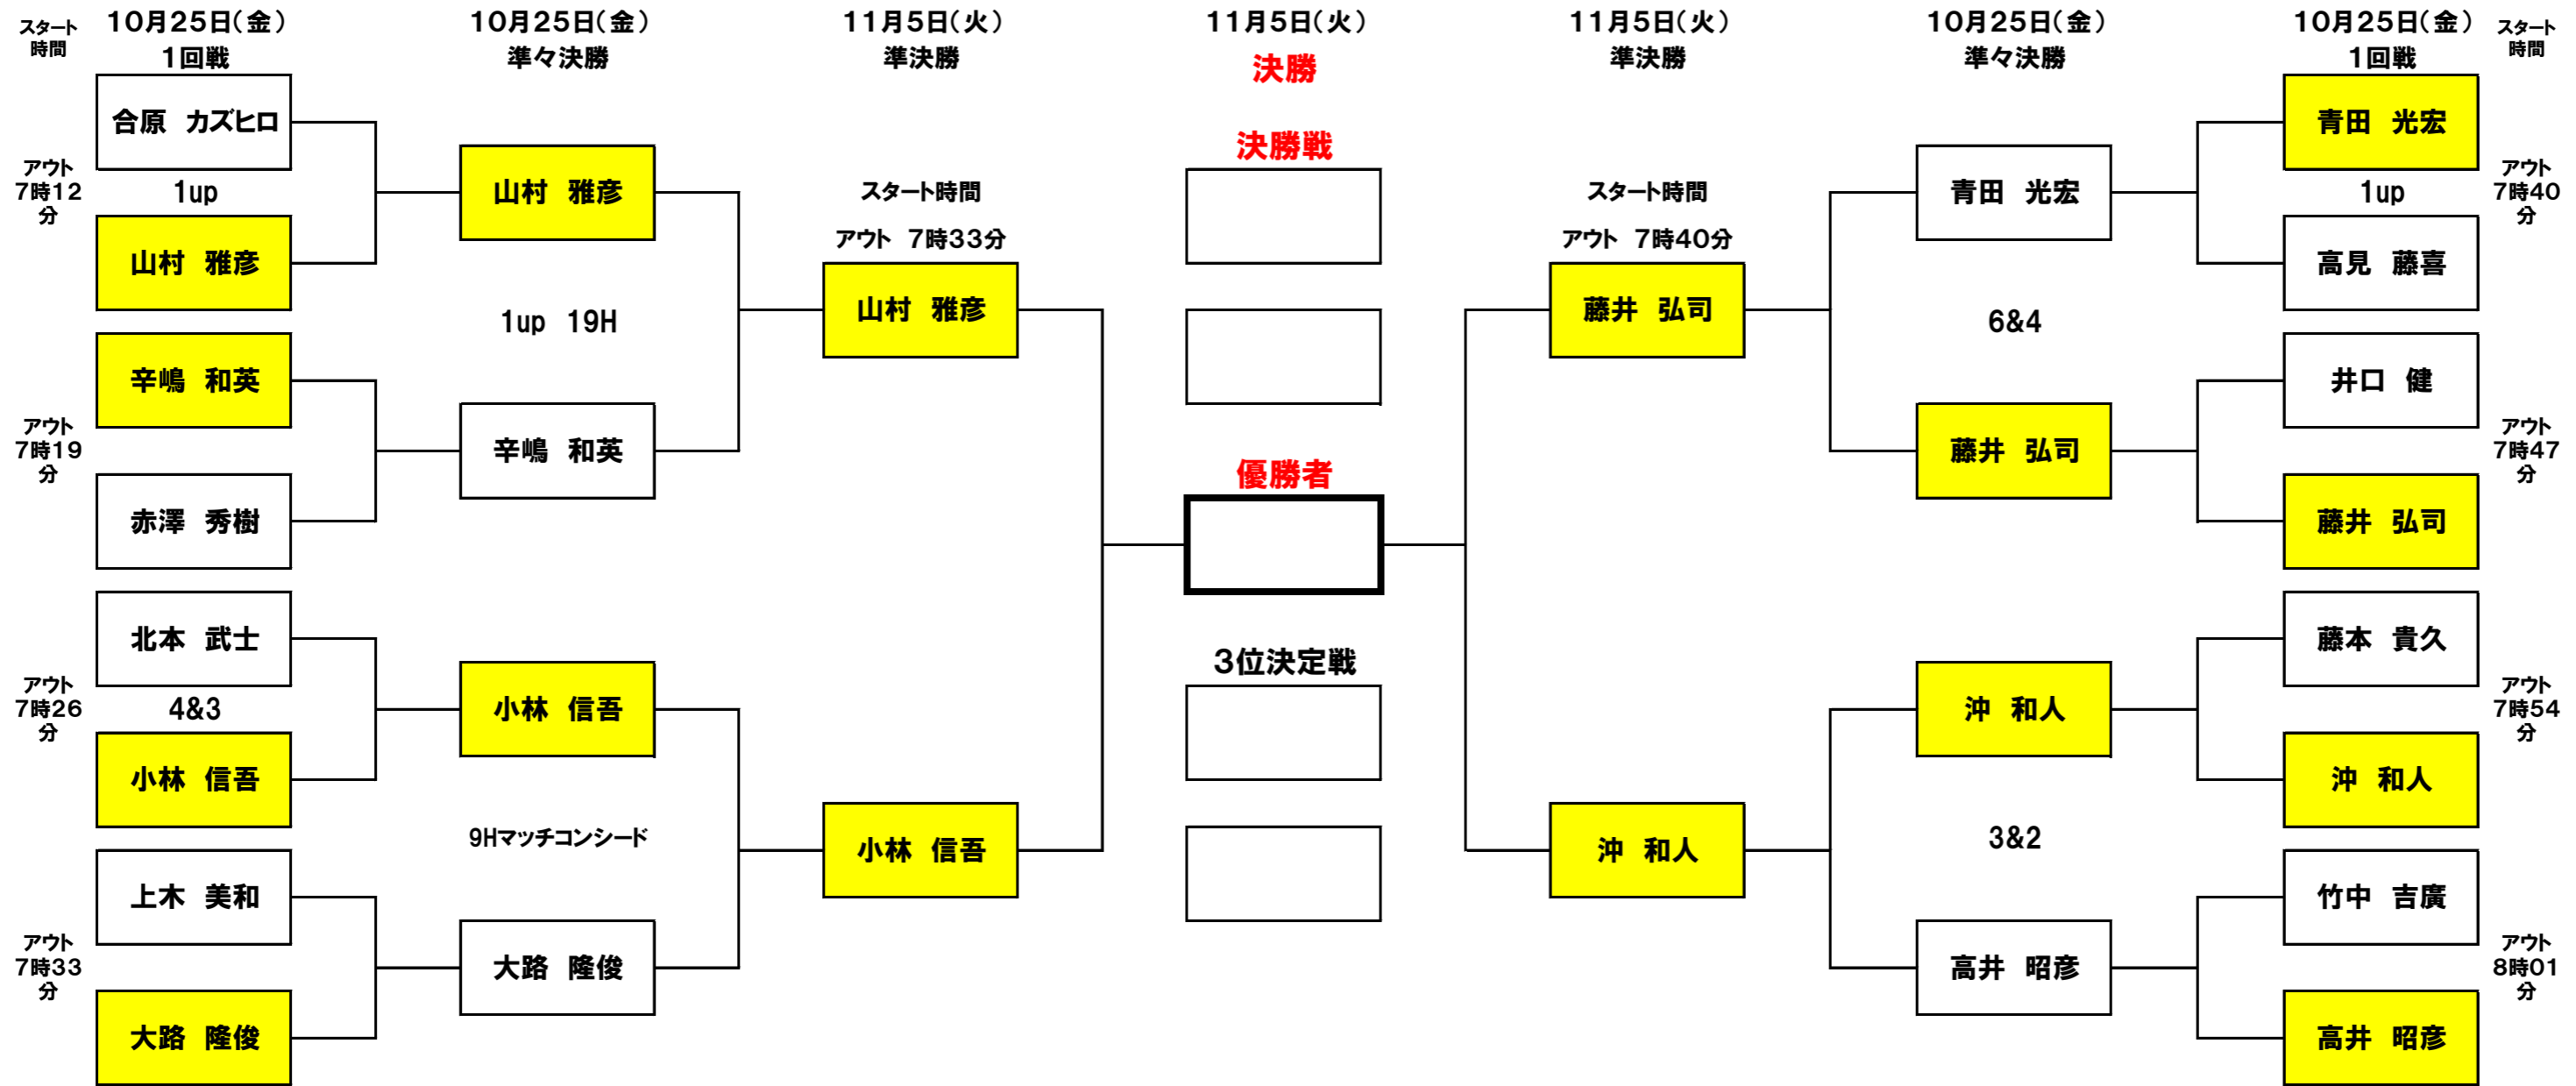 スタート
時間
10月25日(金)
1回戦
10月25日(金)
準々決勝
11月5日(火)
準決勝
11月5日(火)
決勝
11月5日(火)
準決勝
10月25日(金)
準々決勝
10月25日(金)
1回戦
スタート
時間
アウト
7時12
分
合原 カズヒロ
1up
山村 雅彦
アウト
7時19
分
辛嶋 和英
赤澤 秀樹
アウト
7時26
分
北本 武士
4&3
小林 信吾
アウト
7時33
分
上木 美和
大路 隆俊
山村 雅彦
1up 19H
辛嶋 和英
小林 信吾
9Hマッチコンシード
大路 隆俊
スタート時間
アウト 7時33分
山村 雅彦
小林 信吾
決勝戦
優勝者
3位決定戦
スタート時間
アウト 7時40分
藤井 弘司
沖 和人
青田 光宏
6&4
藤井 弘司
沖 和人
3&2
高井 昭彦
青田 光宏
1up
高見 藤喜
アウト
7時40
分
井口 健
藤井 弘司
アウト
7時47
分
藤本 貴久
沖 和人
アウト
7時54
分
竹中 吉廣
高井 昭彦
アウト
8時01
分